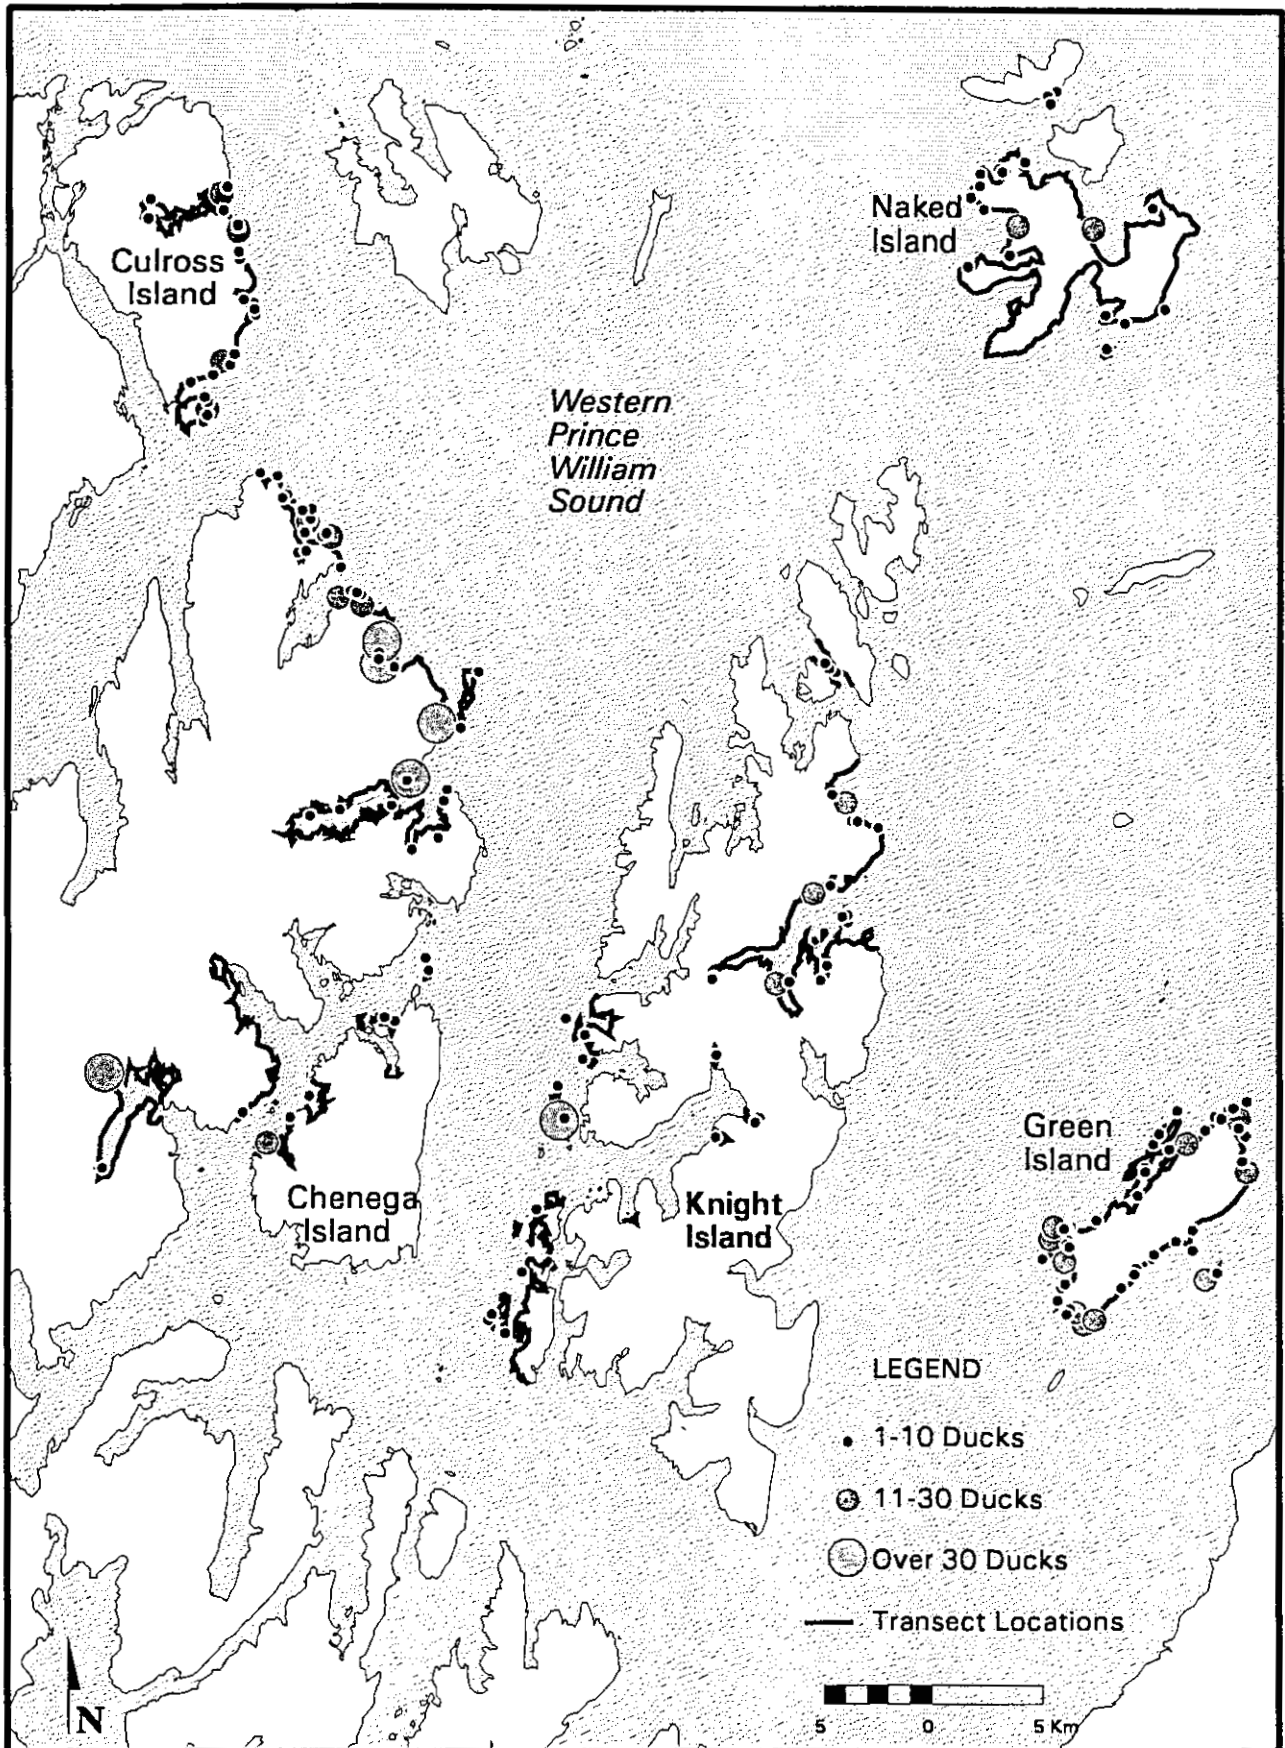 Naked
Island
Culross
Island
Western
Prince
William
Sound
Green
Island
Chenega
Island
Knight
Island
LEGEND
1-10 Ducks
11-30 Ducks
Over 30 Ducks
Transect Locations
N
5 0 5 Km